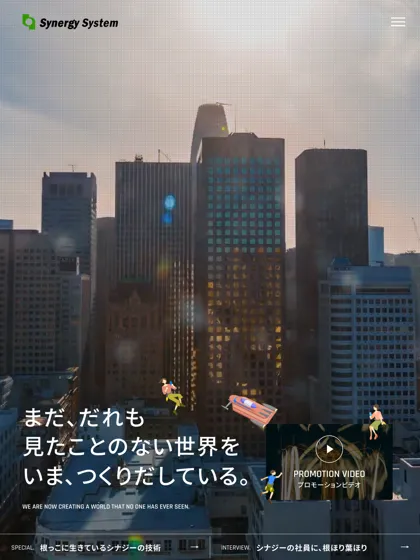 Synergy System
まだ、だれも
見たことのない世界を
いま、つくりだしている。
WE ARE NOW CREATING A WORLD THAT NO ONE HAS EVER SEEN.
PROMOTION VIDEO
プロモーションビデオ
SPECIAL 根っこに生きているシナジーの技術 →
INTERVIEW シナジーの社員に、根ほり葉ほり →